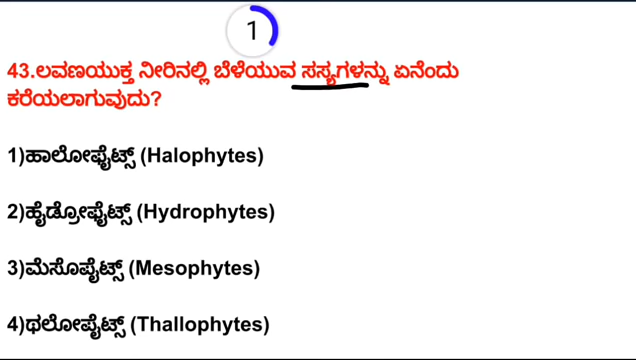 1
43.ಲವಣಯುಕ್ತ ನೀರಿನಲ್ಲಿ ಬೆಳೆಯುವ ಸಸ್ಯಗಳನ್ನು ಏನೆಂದು
ಕರೆಯಲಾಗುವುದು?
1)ಹಾಲೋಫೈಟ್ಸ್ (Halophytes)
2)ಹೈಡ್ರೋಫೈಟ್ಸ್ (Hydrophytes)
3)ಮೆಸೊಪೈಟ್ಸ್ (Mesophytes)
4)ಥಲೋಪೈಟ್ಸ್ (Thallophytes)